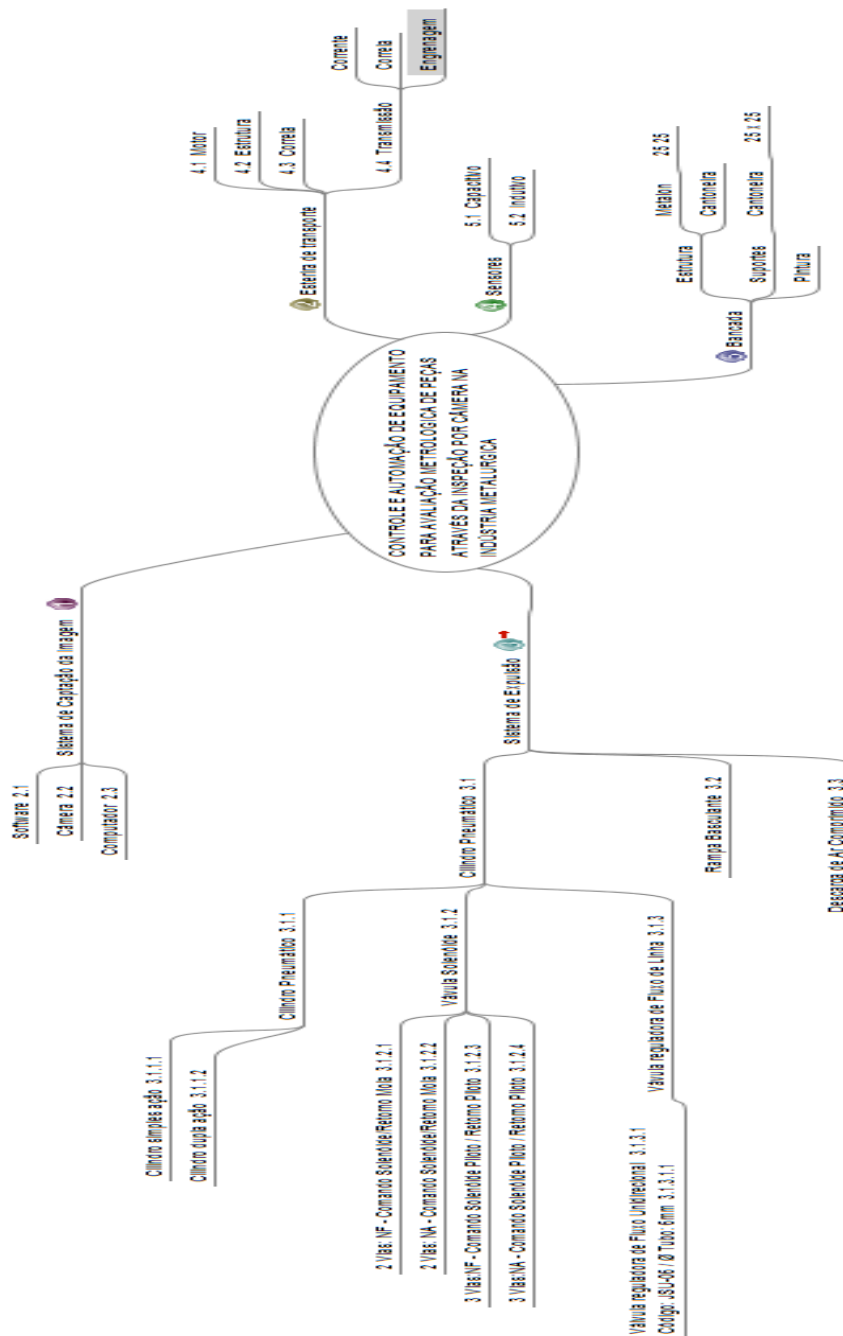 CONTROLE E AUTOMAÇÃO DE EQUIPAMENTO
PARA AVALIAÇÃO METROLOGICA DE PEÇAS
ATRAVÉS DA INSPEÇÃO POR CÂMERA NA
INDÚSTRIA METALURGICA
Sistema de Captação da Imagem
Software 2.1
Câmera 2.2
Computador 2.3
Sistema de Expulsão
Cilindro Pneumático 3.1
Cilindro Pneumático 3.1.1
Cilindro simples ação 3.1.1.1
Cilindro dupla ação 3.1.1.2
Vávula Solenóide 3.1.2
2 Vias: NF - Comando Solenóide/Retorno Mola 3.1.2.1
2 Vias: NA - Comando Solenóide/Retorno Mola 3.1.2.2
3 Vias:NF - Comando Solenóide Piloto / Retorno Piloto 3.1.2.3
3 Vias:NA - Comando Solenóide Piloto / Retorno Piloto 3.1.2.4
Vávula reguladora de Fluxo de Linha 3.1.3
Válvula reguladora de Fluxo Unidirecional 3.1.3.1
Código: JSU-06 / Ø Tubo: 6mm 3.1.3.1.1
Rampa Basculante 3.2
Descarga de Ar Comprimido 3.3
Esteira de transporte
4.1 Motor
4.2 Estrutura
4.3 Correia
4.4 Transmissão
Corrente
Correia
Engrenagem
Sensores
5.1 Capacitivo
5.2 Indutivo
Bancada
Estrutura
Metalon
25 25
Cantoneira
Suportes
Cantoneira
25 x 25
Pintura